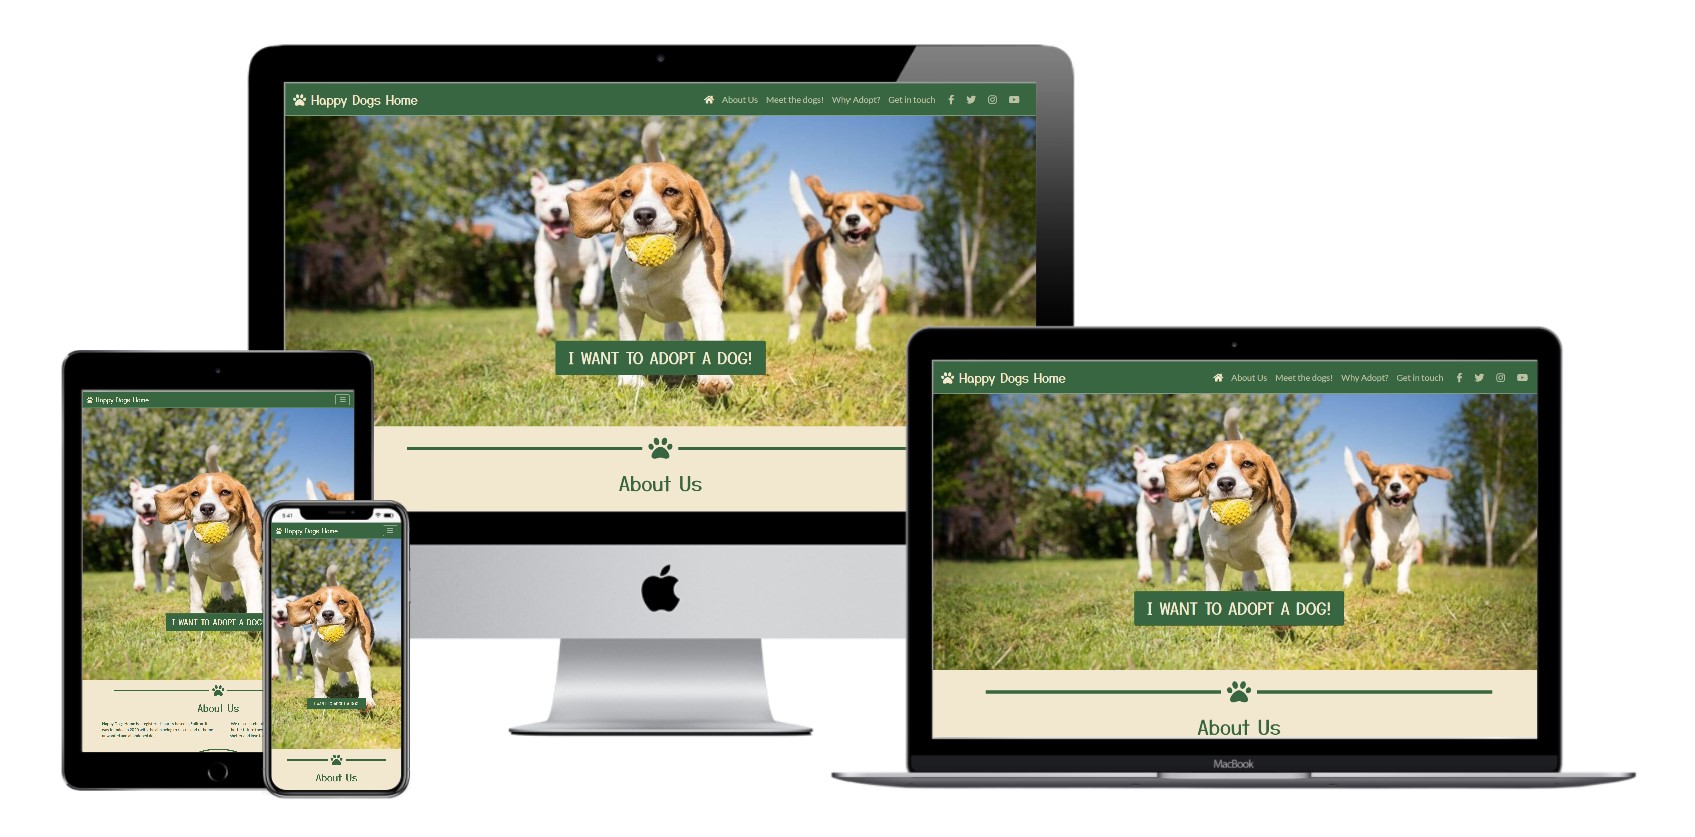 Happy Dogs Home
About Us Meet the dogs! Why Adopt? Get in touch
I WANT TO ADOPT A DOG!
About Us
Happy Dogs Home
I WANT TO ADOPT A DOG
About Us
9:41
Happy Dogs Home
I WANT TO ADOPT A DOG!
About Us
Happy Dogs Home
About Us Meet the dogs! Why Adopt? Get in touch
I WANT TO ADOPT A DOG!
About Us
MacBook